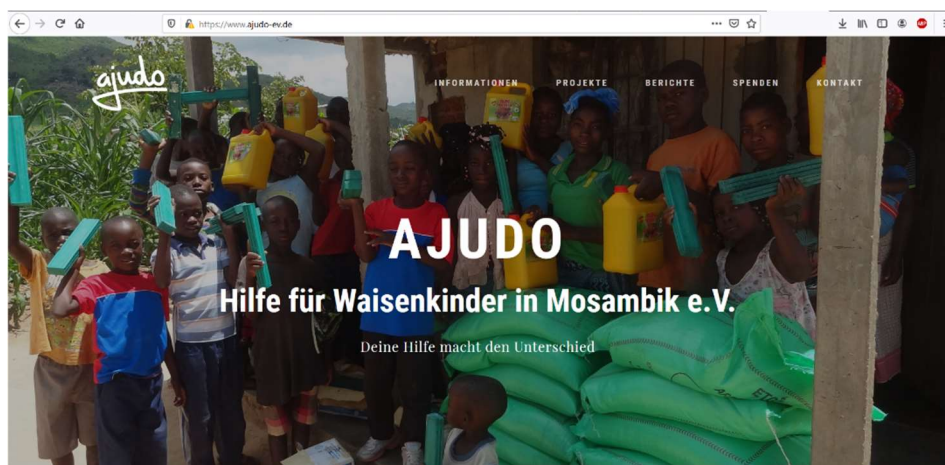 https://www.ajudo-ev.de
ABP
ajudo
INFORMATIONEN PROJEKTE BERICHTE SPENDEN KONTAKT
AJUDO
Hilfe für Waisenkinder in Mosambik e.V.
Deine Hilfe macht den Unterschied